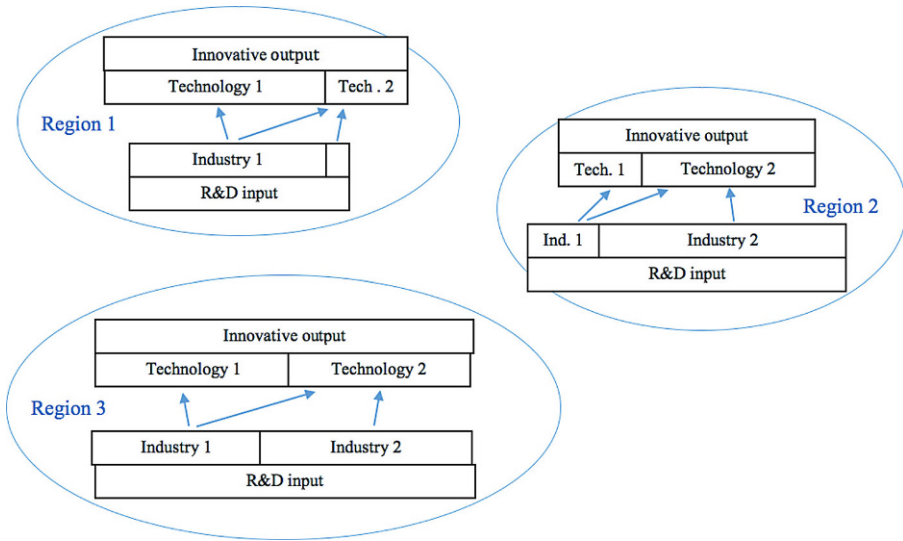 Innovative output
Technology 1 Tech . 2
Region 1
Industry 1
R&D input
Innovative output
Tech. 1 Technology 2
Region 2
Ind. 1 Industry 2
R&D input
Innovative output
Technology 1 Technology 2
Region 3
Industry 1 Industry 2
R&D input